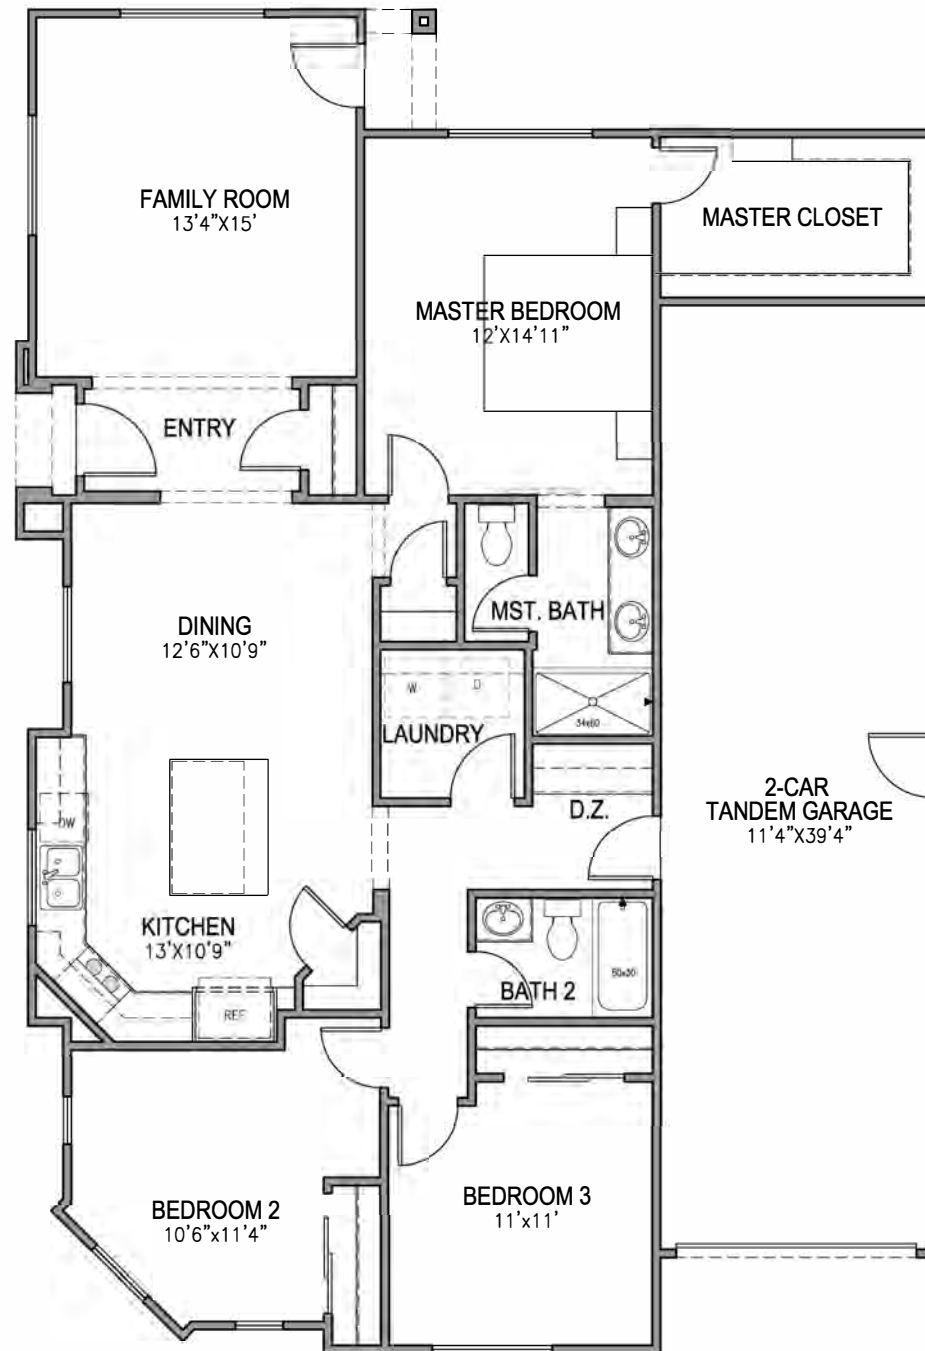 FAMILY ROOM
13'4"X15'
MASTER CLOSET
MASTER BEDROOM
12'X14'11"
ENTRY
DINING
12'6"X10'9"
MST. BATH
W
D
34x60
LAUNDRY
2-CAR
TANDEM GARAGE
11'4"X39'4"
D.Z.
DW
KITCHEN
13'X10'9"
60x30
BATH 2
REF
BEDROOM 2
10'6"x11'4"
BEDROOM 3
11'x11'